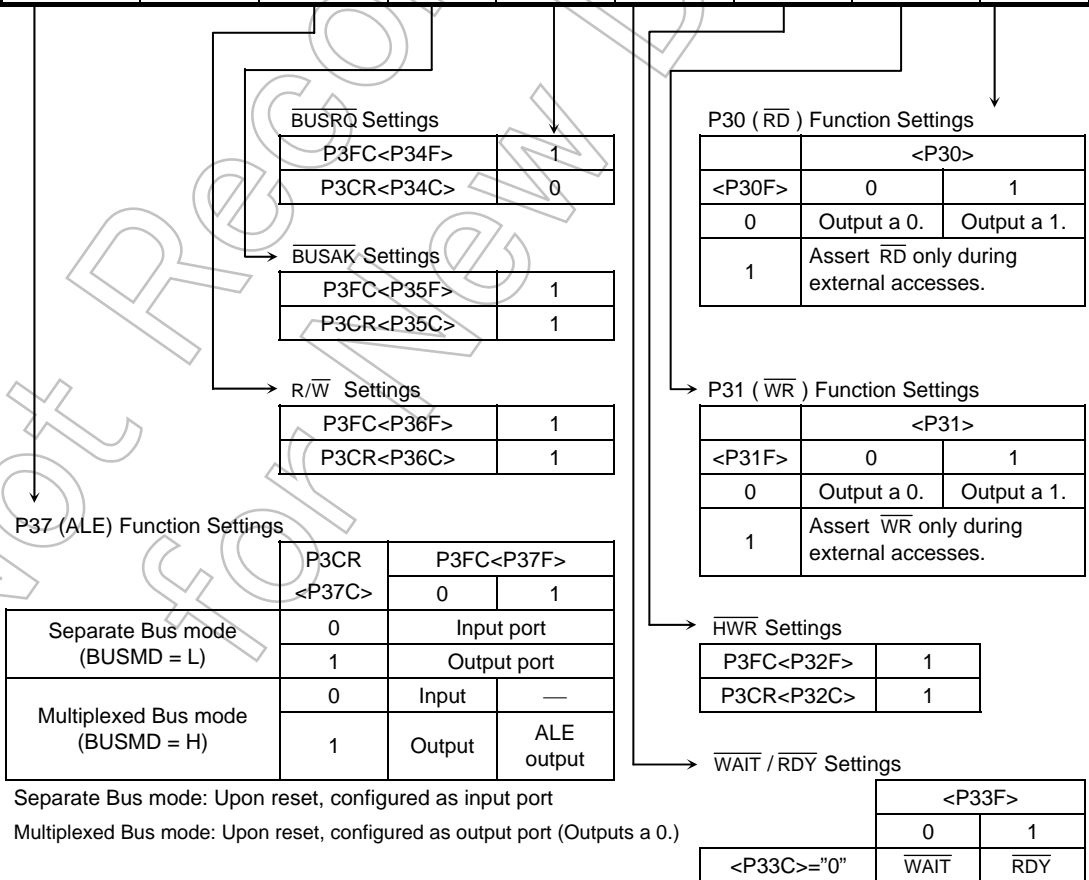 BUSRQ Settings
P3FC<P34F> 1
P3CR<P34C> 0
BUSAK Settings
P3FC<P35F> 1
P3CR<P35C> 1
R/W Settings
P3FC<P36F> 1
P3CR<P36C> 1
P37 (ALE) Function Settings
P3CR <P37C> P3FC<P37F>
0 1
Separate Bus mode (BUSMD = L) 0 Input port
1 Output port
Multiplexed Bus mode (BUSMD = H) 0 Input —
1 Output ALE output
Separate Bus mode: Upon reset, configured as input port
Multiplexed Bus mode: Upon reset, configured as output port (Outputs a 0.)
P30 ( RD ) Function Settings
<P30>
<P30F> 0 1
0 Output a 0. Output a 1.
1 Assert RD only during
external accesses.
P31 ( WR ) Function Settings
<P31>
<P31F> 0 1
0 Output a 0. Output a 1.
1 Assert WR only during
external accesses.
HWR Settings
P3FC<P32F> 1
P3CR<P32C> 1
WAIT / RDY Settings
<P33F>
0 1
<P33C>=”0” WAIT RDY